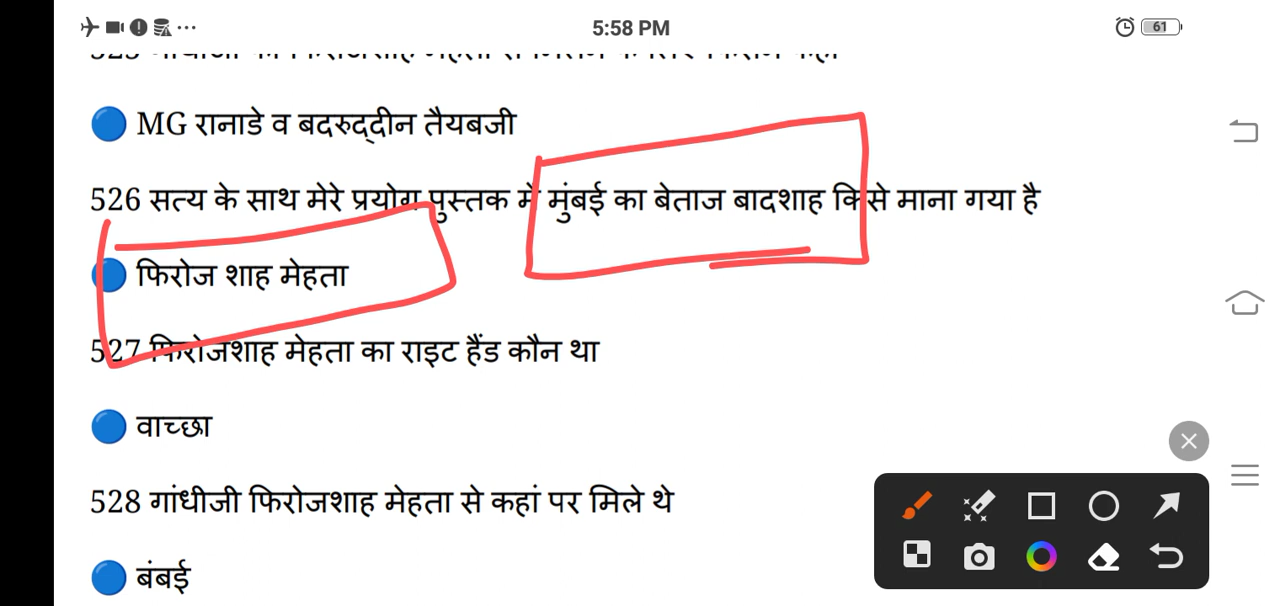 5:58 PM
61
MG रानाडे व बदरुद्दीन तैयबजी
526 सत्य के साथ मेरे प्रयोग पुस्तक में मुंबई का बेताज बादशाह किसे माना गया है
फिरोज शाह मेहता
527 फिरोजशाह मेहता का राइट हैंड कौन था
वाच्छा
528 गांधीजी फिरोजशाह मेहता से कहां पर मिले थे
बंबई